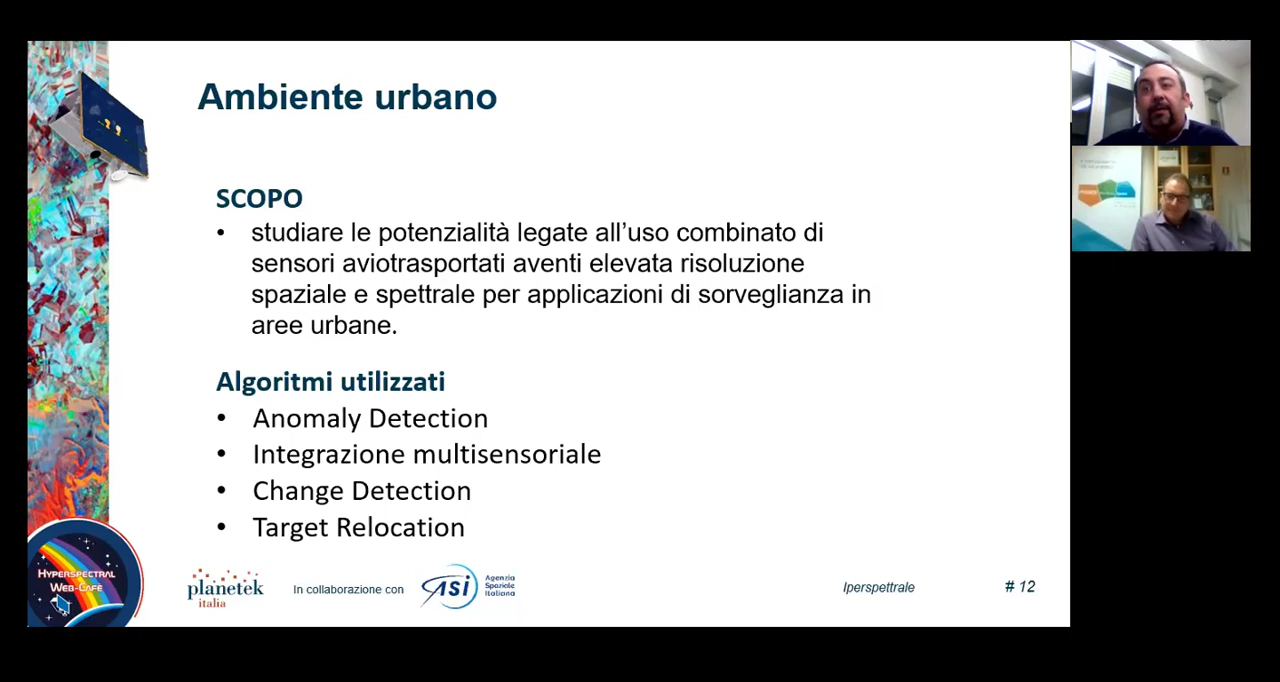 Ambiente urbano
SCOPO
• studiare le potenzialità legate all’uso combinato di
sensori aviotrasportati aventi elevata risoluzione
spaziale e spettrale per applicazioni di sorveglianza in
aree urbane.
Algoritmi utilizzati
• Anomaly Detection
• Integrazione multisensoriale
• Change Detection
• Target Relocation
Hyperspectral
Web-Café
planetek
italia
In collaborazione con
ASI
Agenzia
Spaziale
Italiana
Iperspettrale
# 12